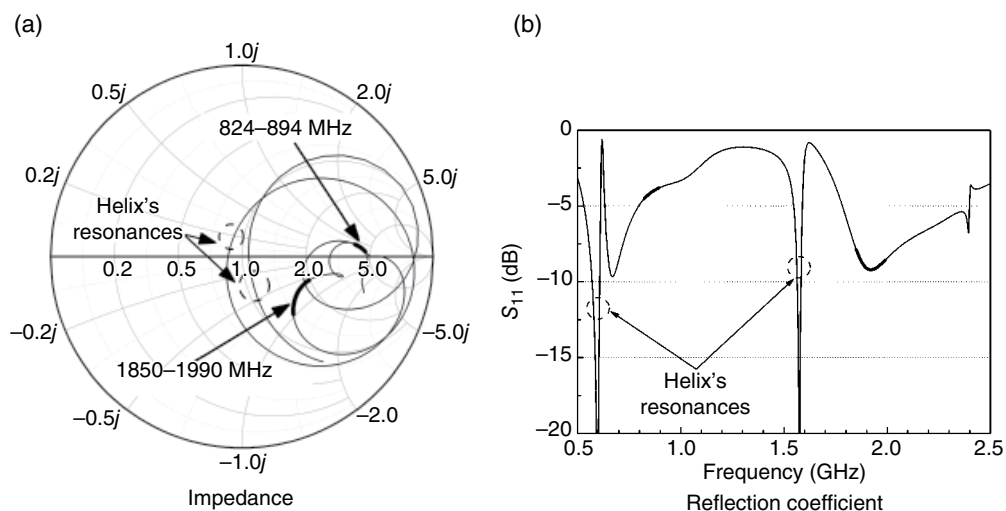 (a)
1.0j
0.5j
2.0j
824–894 MHz
0.2j
5.0j
Helix's
resonances
0.2
0.5
1.0
2.0
5.0
–0.2j
–5.0j
1850–1990 MHz
–0.5j
–2.0
–1.0j
Impedance
(b)
0
–5
–10
–15
–20
S11 (dB)
Helix's
resonances
0.5
1.0
1.5
2.0
2.5
Frequency (GHz)
Reflection coefficient